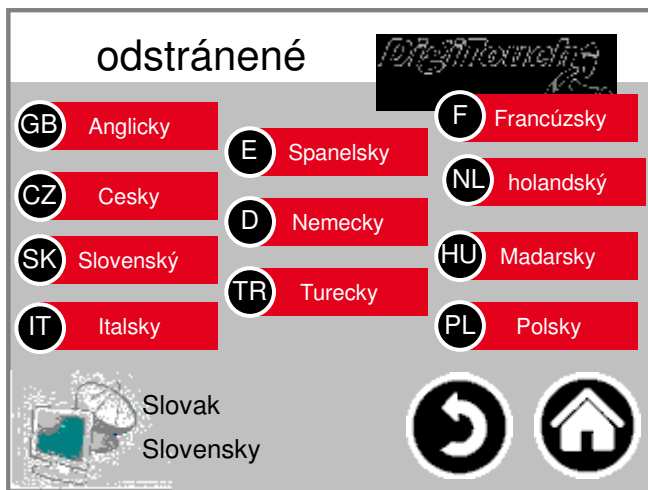 odstránené
DigiTouch
GB Anglicky
CZ Cesky
SK Slovenský
IT Italsky
E Spanelsky
D Nemecky
TR Turecky
F Francúzsky
NL holandský
HU Madarsky
PL Polsky
Slovak
Slovensky